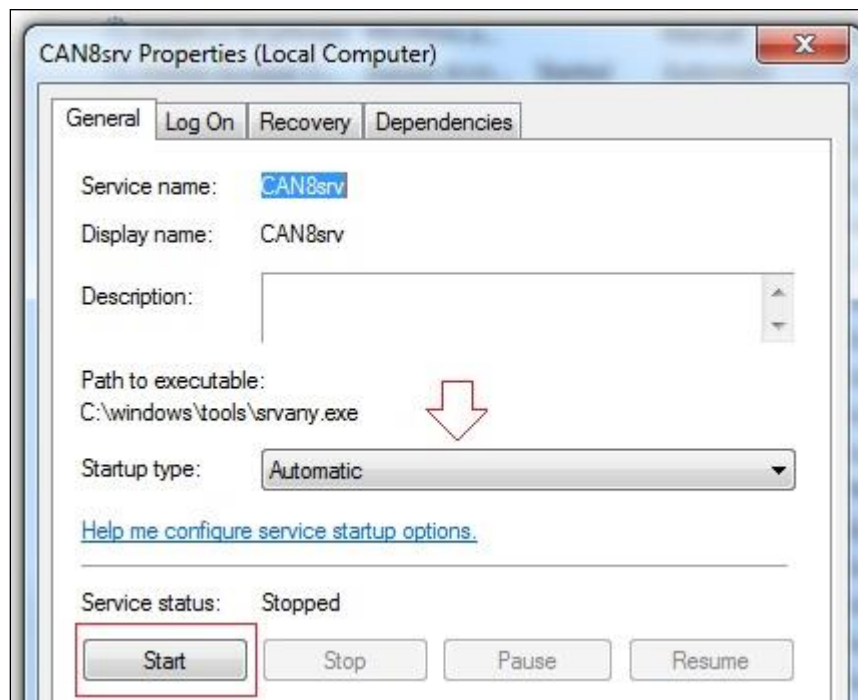 CAN8srv Properties (Local Computer)
General Log On Recovery Dependencies
Service name: CAN8srv
Display name: CAN8srv
Description:
Path to executable:
C:\windows\tools\srvany.exe
Startup type: Automatic
Help me configure service startup options.
Service status: Stopped
Start Stop Pause Resume